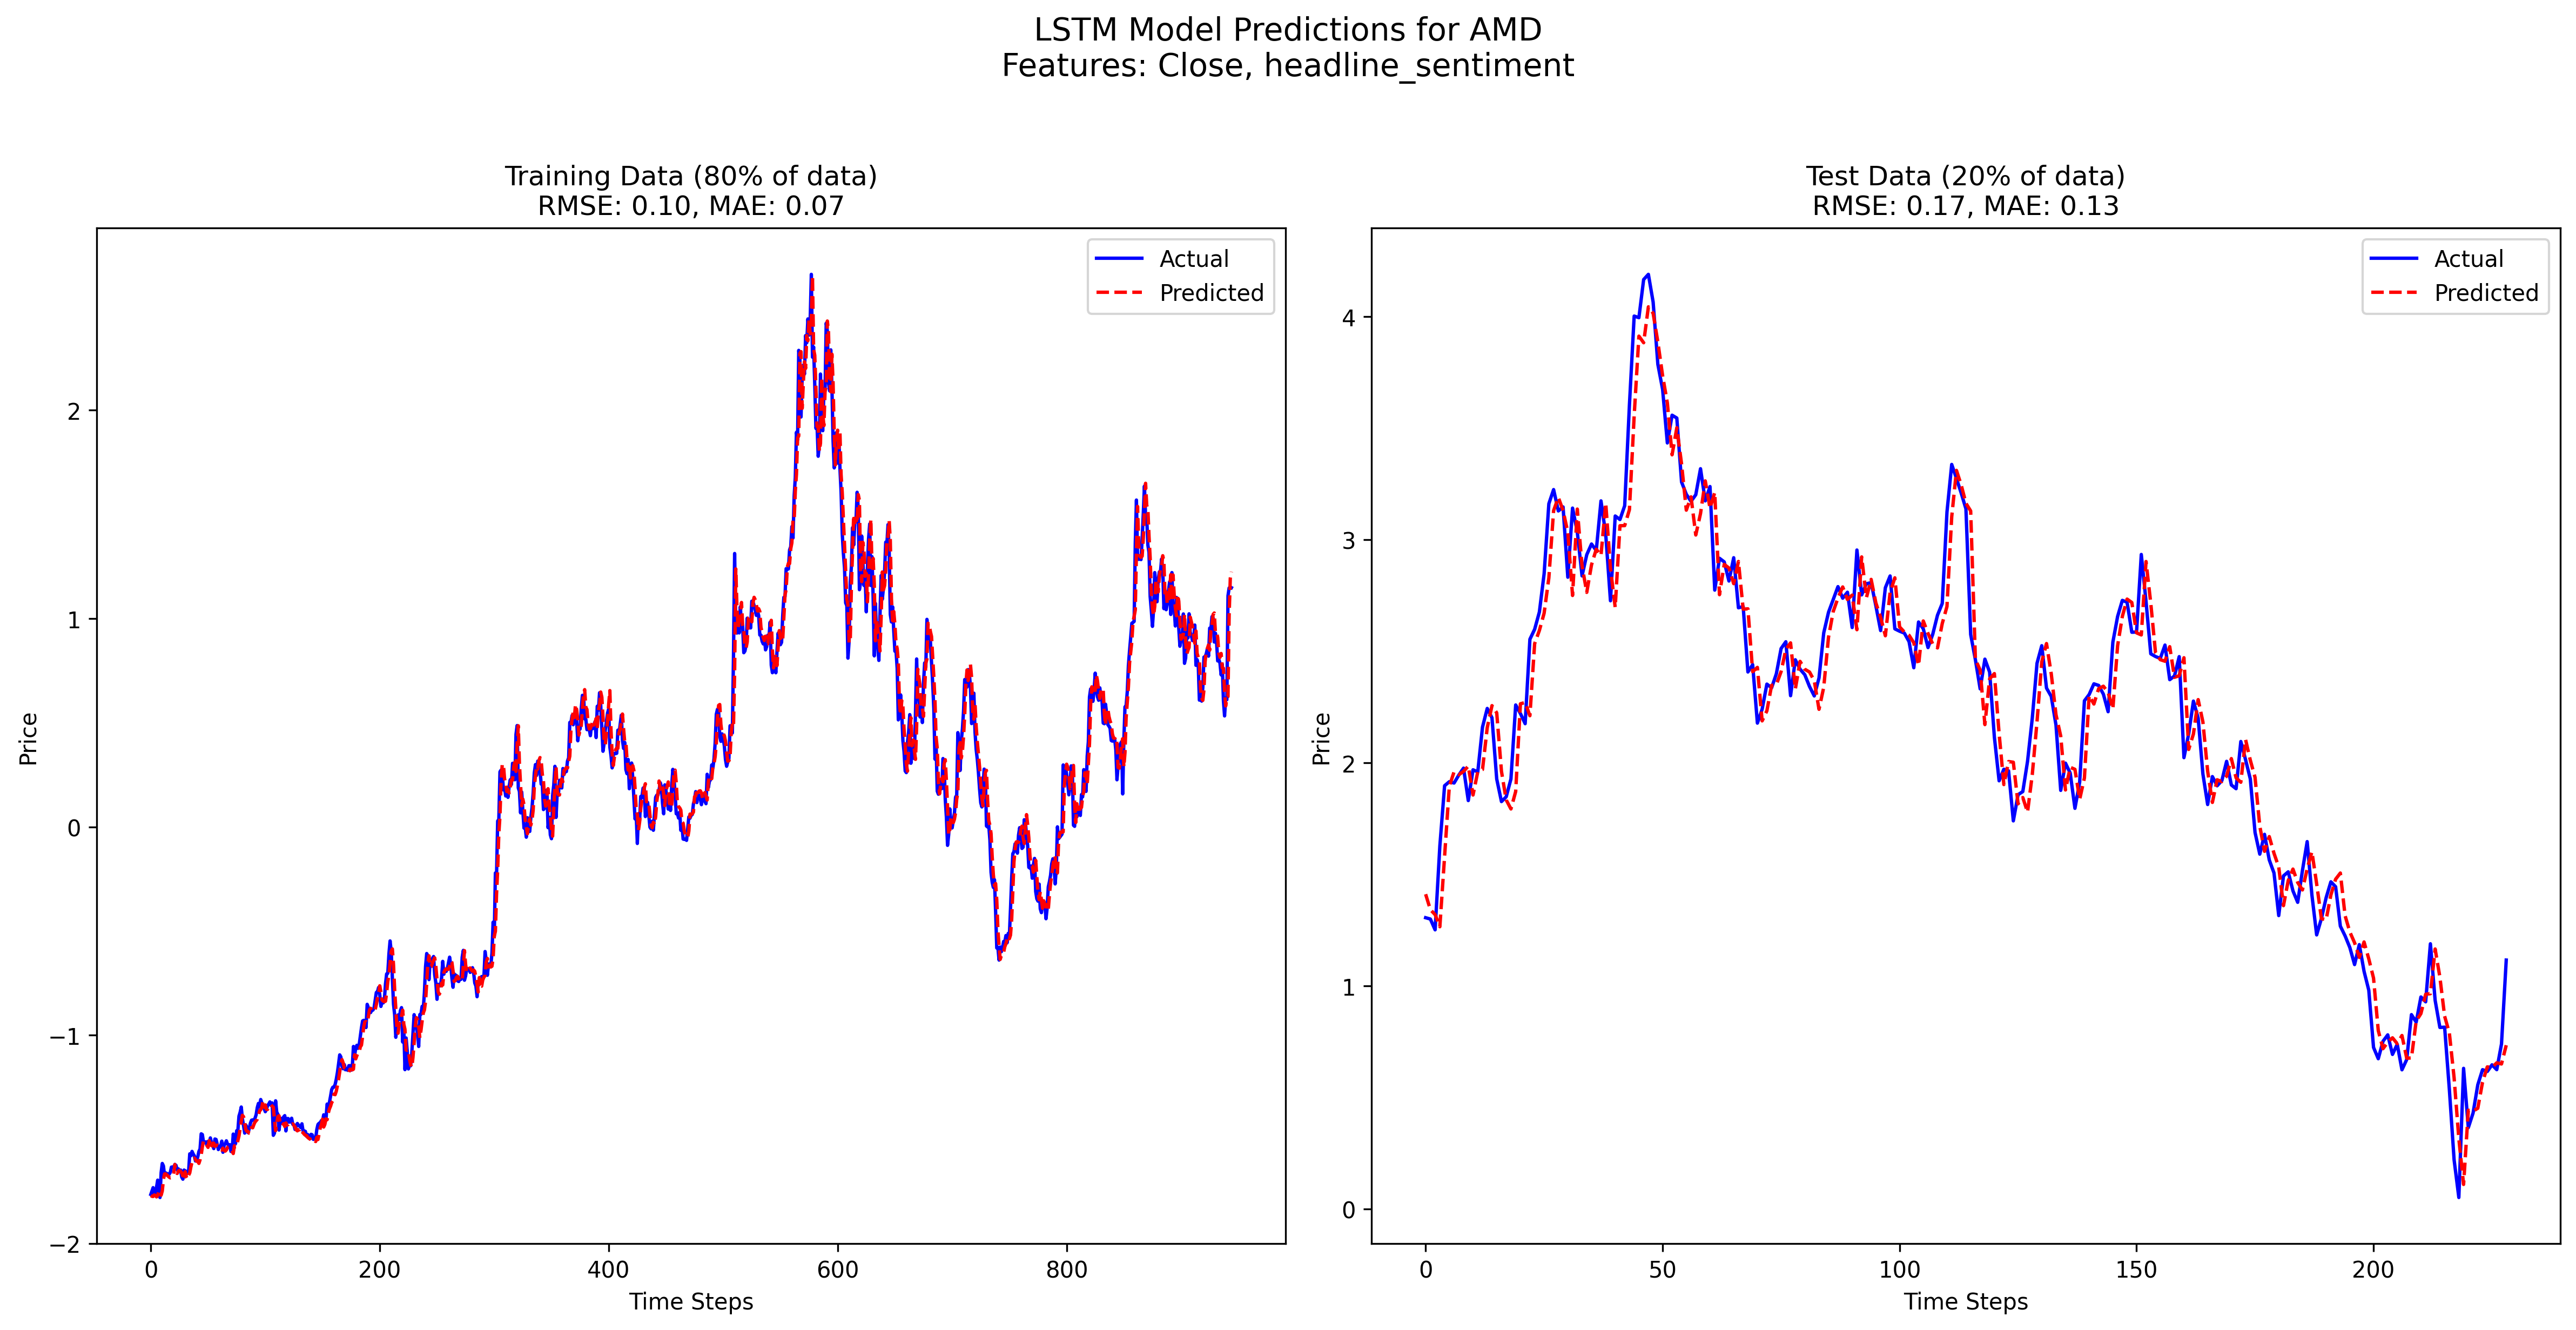 LSTM Model Predictions for AMD
Features: Close, headline_sentiment
Training Data (80% of data)
RMSE: 0.10, MAE: 0.07
Actual
Predicted
Price
2
1
0
−1
−2
0
200
400
600
800
Time Steps
Test Data (20% of data)
RMSE: 0.17, MAE: 0.13
Actual
Predicted
Price
4
3
2
1
0
0
50
100
150
200
Time Steps